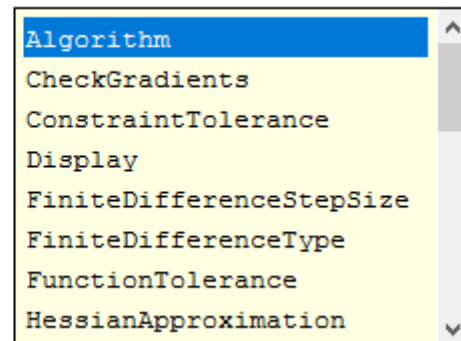 Algorithm
CheckGradients
ConstraintTolerance
Display
FiniteDifferenceStepSize
FiniteDifferenceType
FunctionTolerance
HessianApproximation